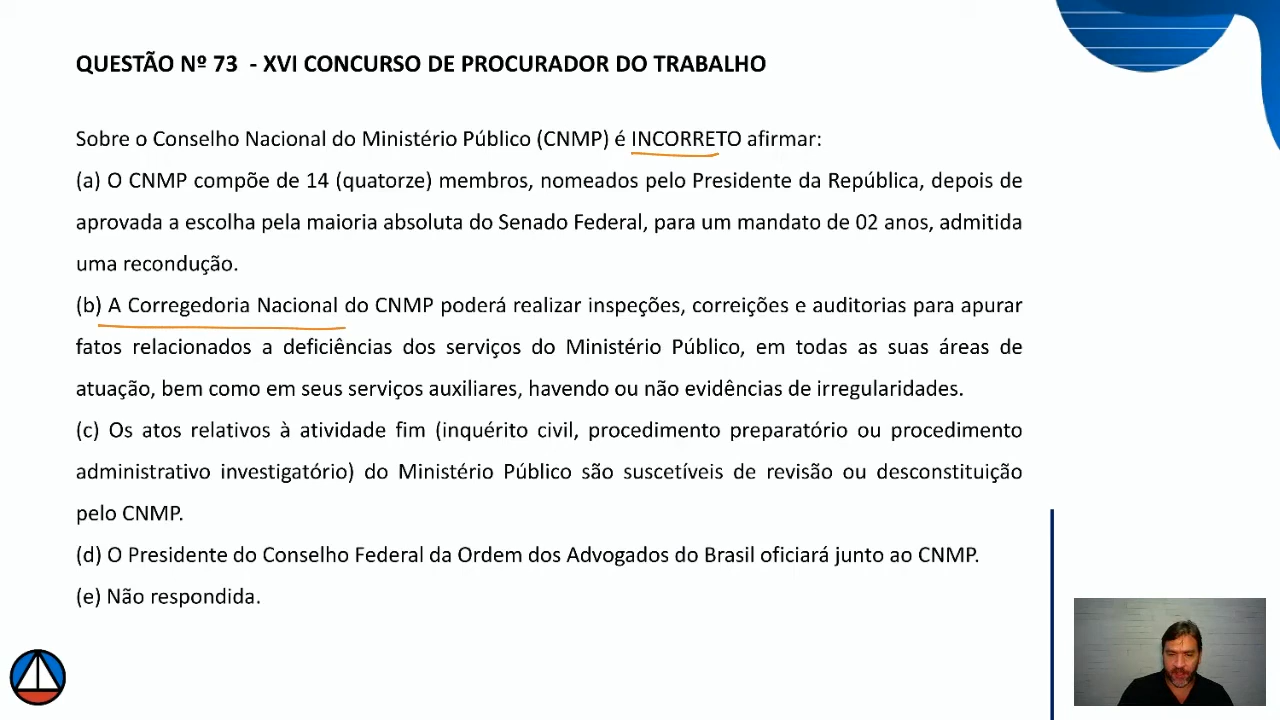 QUESTÃO Nº 73 - XVI CONCURSO DE PROCURADOR DO TRABALHO
Sobre o Conselho Nacional do Ministério Público (CNMP) é INCORRETO afirmar:
(a) O CNMP compõe de 14 (quatorze) membros, nomeados pelo Presidente da República, depois de
aprovada a escolha pela maioria absoluta do Senado Federal, para um mandato de 02 anos, admitida
uma recondução.
(b) A Corregedoria Nacional do CNMP poderá realizar inspeções, correições e auditorias para apurar
fatos relacionados a deficiências dos serviços do Ministério Público, em todas as suas áreas de
atuação, bem como em seus serviços auxiliares, havendo ou não evidências de irregularidades.
(c) Os atos relativos à atividade fim (inquérito civil, procedimento preparatório ou procedimento
administrativo investigatório) do Ministério Público são suscetíveis de revisão ou desconstituição
pelo CNMP.
(d) O Presidente do Conselho Federal da Ordem dos Advogados do Brasil oficiará junto ao CNMP.
(e) Não respondida.